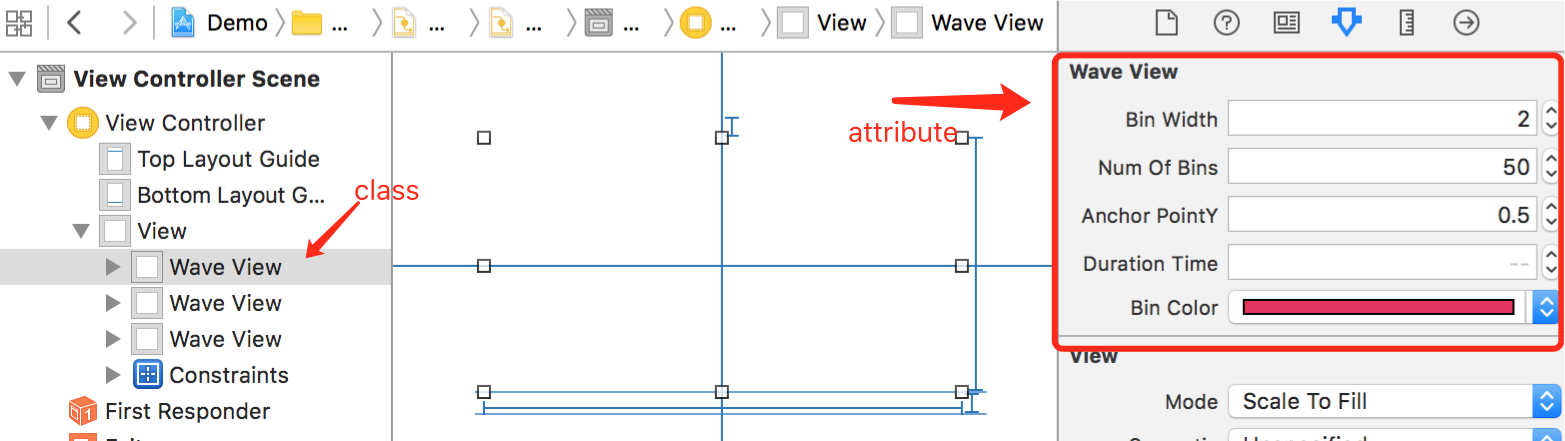 Demo ... ... ... ... ... View Wave View
View Controller Scene
View Controller
Top Layout Guide
Bottom Layout G...
View
Wave View
Wave View
Wave View
Constraints
First Responder
class
attribute
Wave View
Bin Width 2
Num Of Bins 50
Anchor PointY 0.5
Duration Time --
Bin Color
View
Mode Scale To Fill